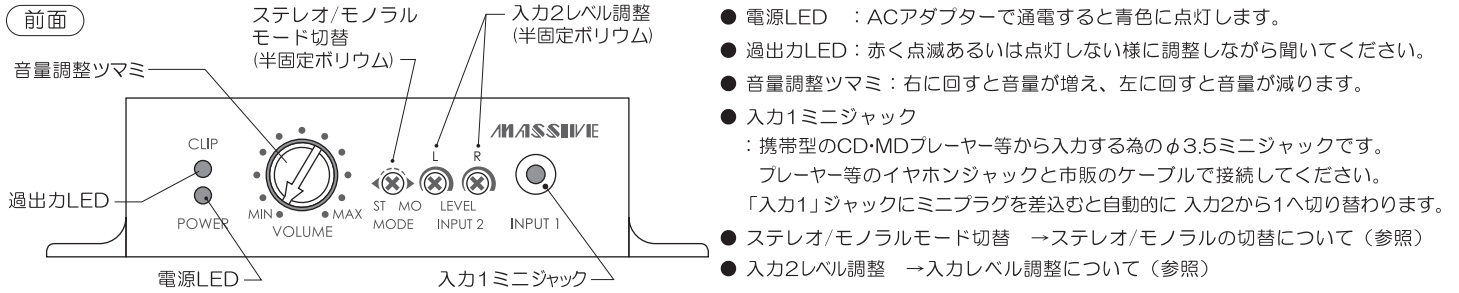 前面
ステレオ/モノラル
モード切替
(半固定ボリウム)
入力2レベル調整
(半固定ボリウム)
音量調整ツマミ
過出力LED
電源LED
入力1ミニジャック
MASSIVE
CLIP
POWER
MIN
MAX
VOLUME
ST MO
MODE
L
R
LEVEL
INPUT 2
INPUT 1
● 電源LED ：ACアダプターで通電すると青色に点灯します。
● 過出力LED：赤く点滅あるいは点灯しない様に調整しながら聞いてください。
● 音量調整ツマミ：右に回すと音量が増え、左に回すと音量が減ります。
● 入力1ミニジャック
：携帯型のCD・MDプレーヤー等から入力する為のφ3.5ミニジャックです。
プレーヤー等のイヤホンジャックと市販のケーブルで接続してください。
「入力1」ジャックにミニプラグを差込むと自動的に 入力2から1へ切り替わります。
● ステレオ/モノラルモード切替 →ステレオ/モノラルの切替について（参照）
● 入力2レベル調整 →入力レベル調整について（参照）